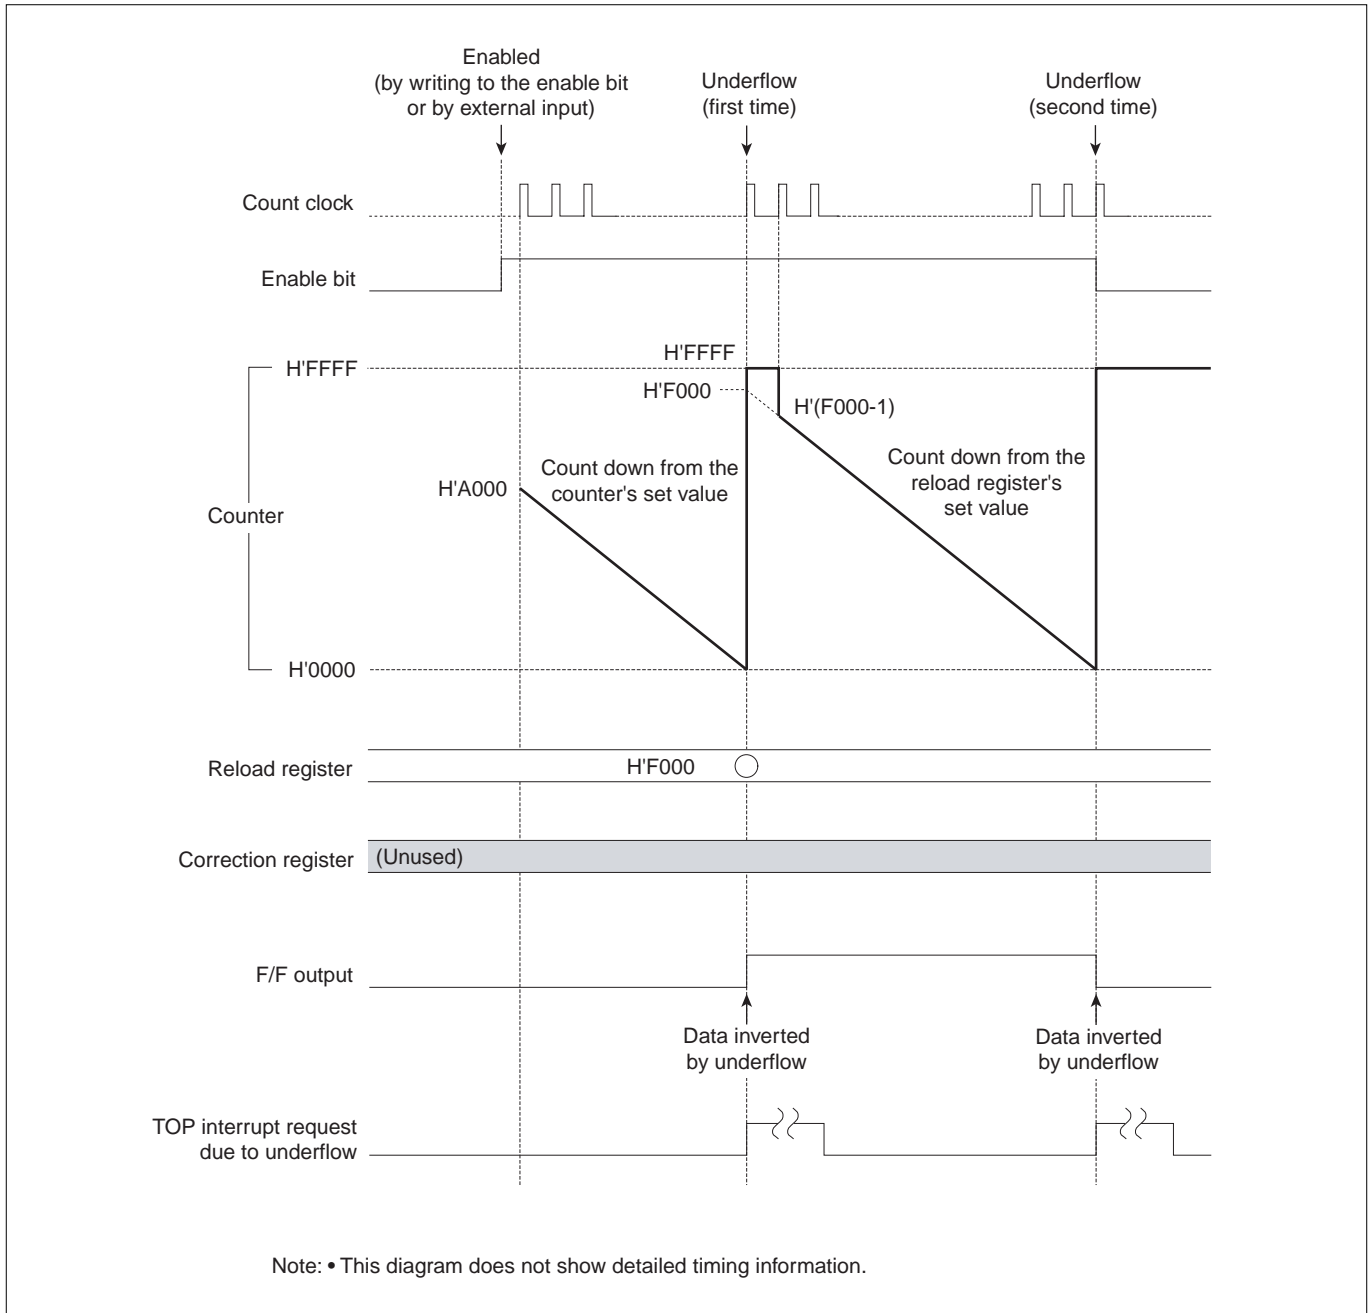 Enabled
(by writing to the enable bit
or by external input)
Underflow
(first time)
Underflow
(second time)
Count clock
Enable bit
H'FFFF
H'FFFF
H'F000
H'(F000-1)
Count down from the
counter's set value
Count down from the
reload register's
set value
H'A000
Counter
H'0000
Reload register
H'F000
Correction register
(Unused)
F/F output
Data inverted
by underflow
Data inverted
by underflow
TOP interrupt request
due to underflow
Note: • This diagram does not show detailed timing information.